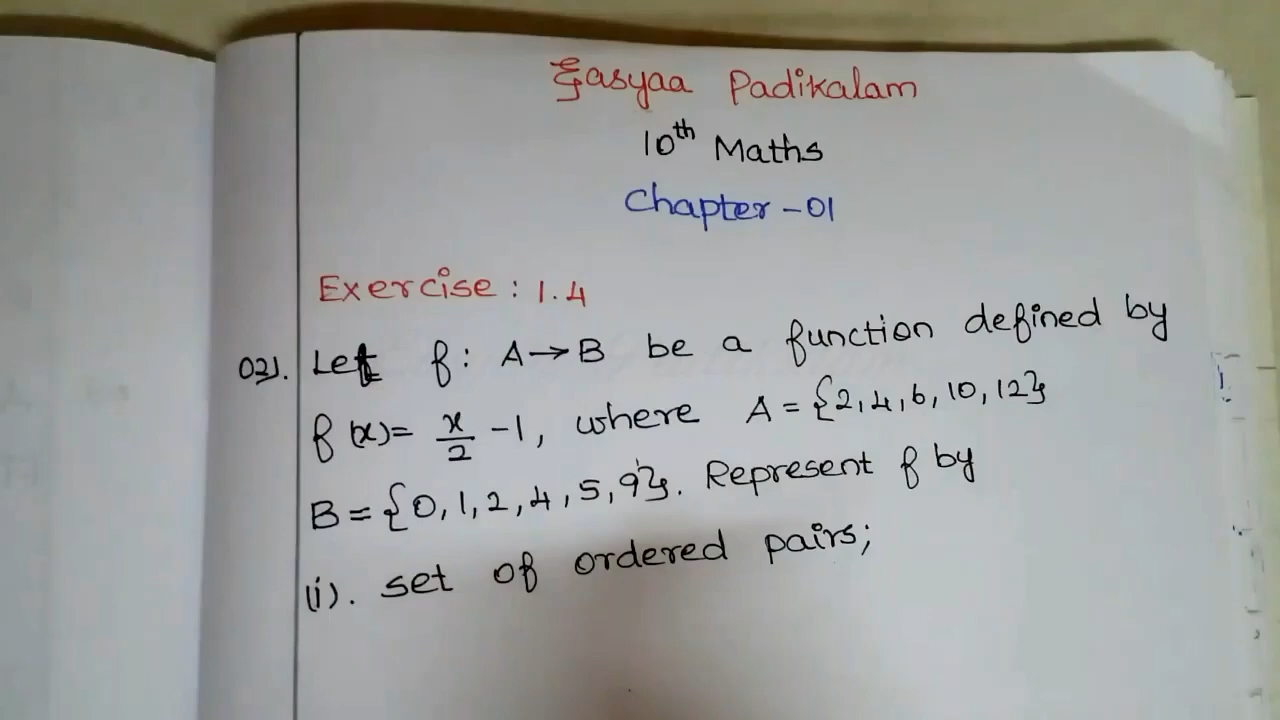 Easyaa Padikalam
10th Maths
Chapter - 01
Exercise : 1.4
02). Let f : A → B be a function defined by
f(x) = x/2 - 1, where A = {2, 4, 6, 10, 12}
B = {0, 1, 2, 4, 5, 9}. Represent f by
(i). set of ordered pairs;